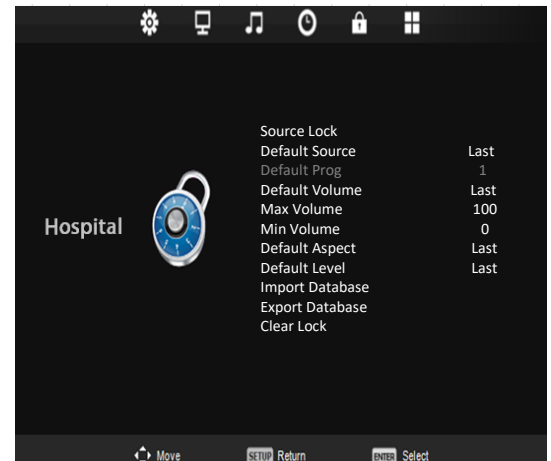 Hospital
Source Lock
Default Source Last
Default Prog 1
Default Volume Last
Max Volume 100
Min Volume 0
Default Aspect Last
Default Level Last
Import Database
Export Database
Clear Lock
Move SETUP Return ENTER Select